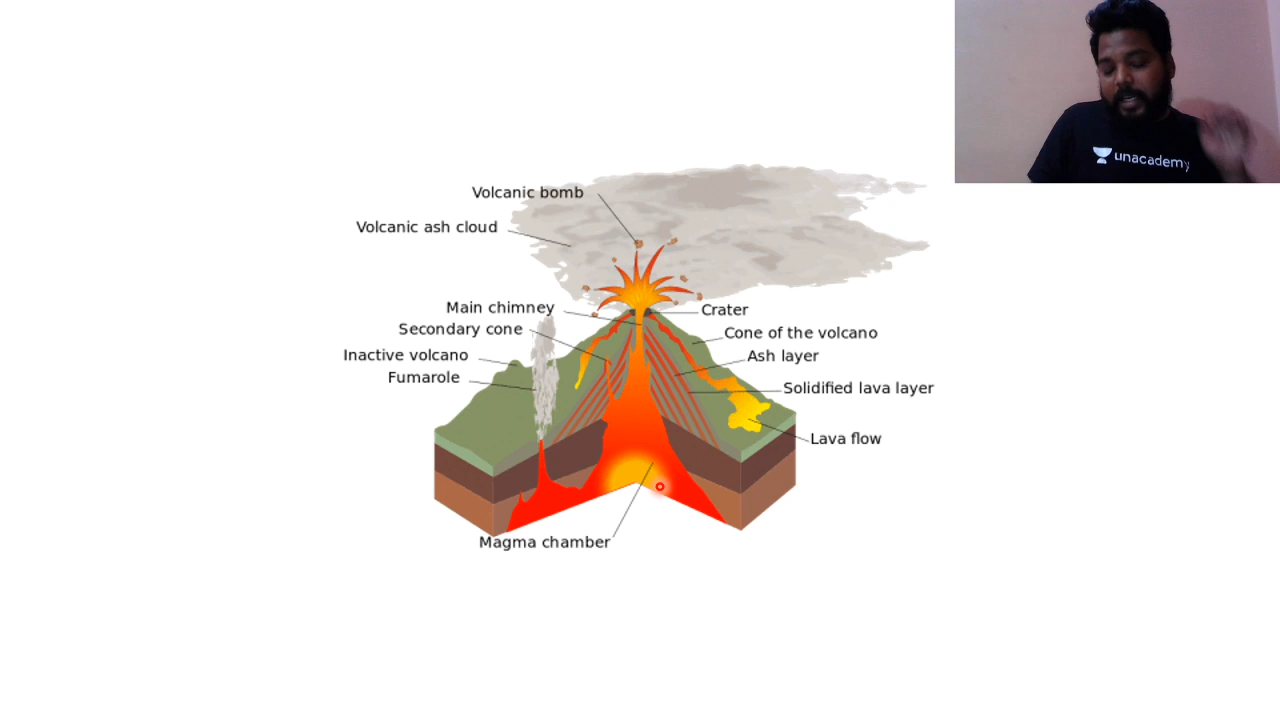 unacademy
Volcanic bomb
Volcanic ash cloud
Main chimney
Crater
Secondary cone
Cone of the volcano
Inactive volcano
Ash layer
Fumarole
Solidified lava layer
Lava flow
Magma chamber